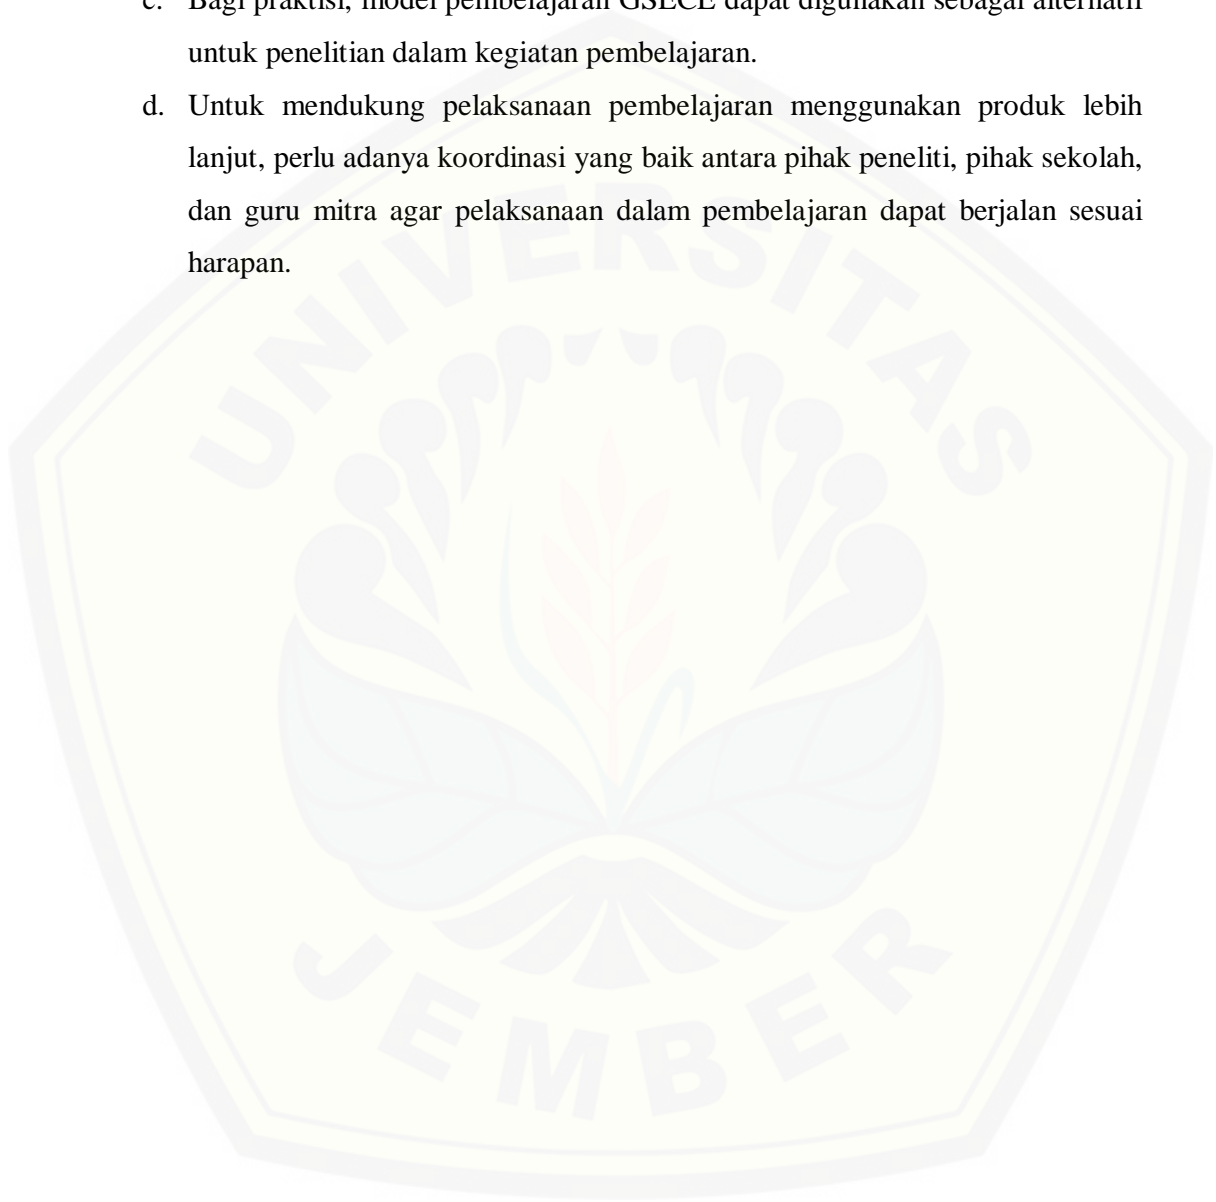 c. Bagi praktisi, model pembelajaran GSECE dapat digunakan sebagai alternatif
untuk penelitian dalam kegiatan pembelajaran.
d. Untuk mendukung pelaksanaan pembelajaran menggunakan produk lebih
lanjut, perlu adanya koordinasi yang baik antara pihak peneliti, pihak sekolah,
dan guru mitra agar pelaksanaan dalam pembelajaran dapat berjalan sesuai
harapan.
UNIVERSITAS
JEMBER